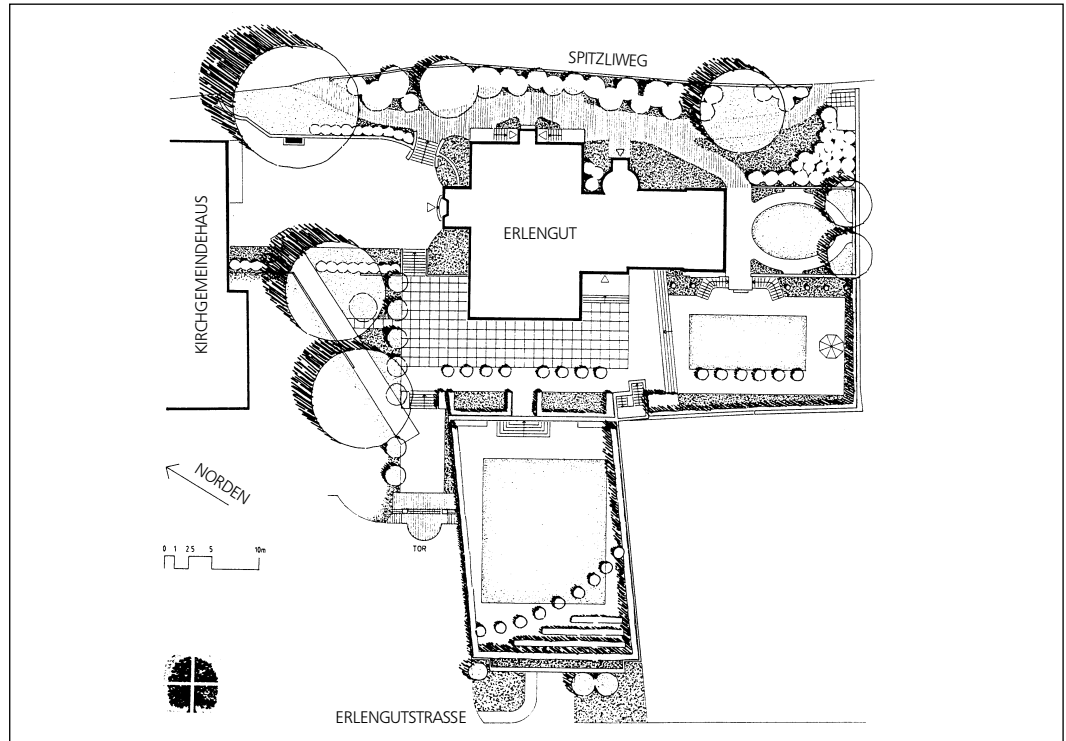 SPITZLIWEG
ERLENGUT
KIRCHGEMEINDEHAUS
NORDEN
0 1 2.5 5 10m
TOR
ERLENGUTSTRASSE